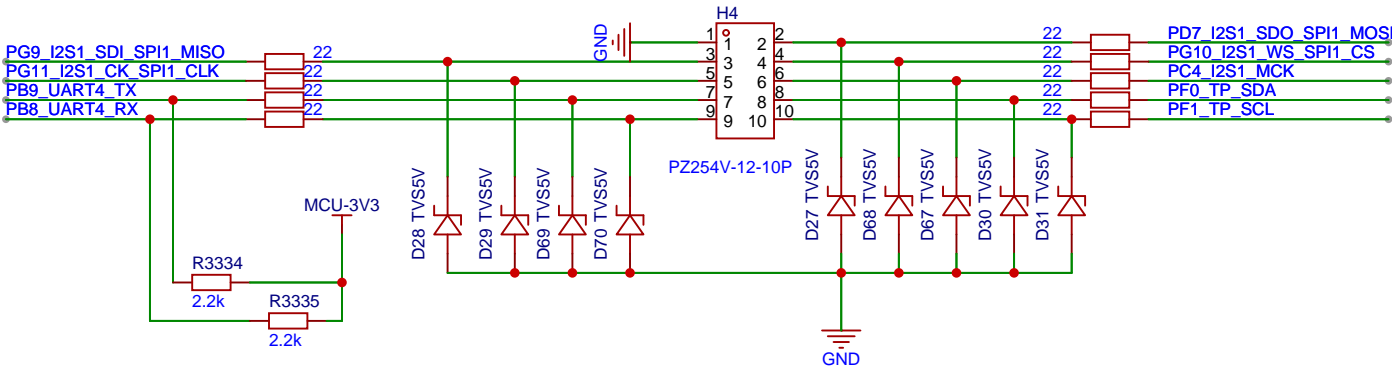 H4
GND
1 1 2 2
3 3 4 4
5 5 6 6
7 7 8 8
9 9 10 10
PZ254V-12-10P
PG9_I2S1_SDI_SPI1_MISO 22
PG11_I2S1_CK_SPI1_CLK 22
PB9_UART4_TX 22
PB8_UART4_RX 22
22 PD7_I2S1_SDO_SPI1_MOSI
22 PG10_I2S1_WS_SPI1_CS
22 PC4_I2S1_MCK
22 PF0_TP_SDA
22 PF1_TP_SCL
D28 TVS5V
D29 TVS5V
D69 TVS5V
D70 TVS5V
D27 TVS5V
D68 TVS5V
D67 TVS5V
D30 TVS5V
D31 TVS5V
MCU-3V3
R3334
2.2k
R3335
2.2k
GND